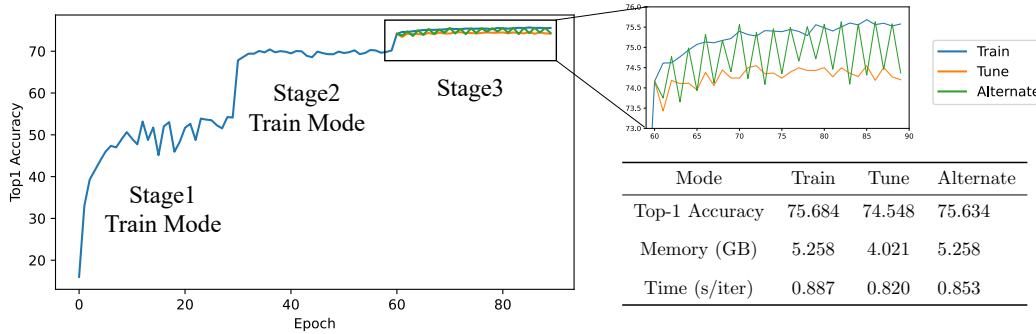 Top1 Accuracy
70
60
50
40
30
20
0
20
40
60
80
Epoch
Stage1
Train Mode
Stage2
Train Mode
Stage3
76.0
75.5
75.0
74.5
74.0
73.5
73.0
60
65
70
75
80
85
90
Train
Tune
Alternate
Mode Train Tune Alternate
Top-1 Accuracy 75.684 74.548 75.634
Memory (GB) 5.258 4.021 5.258
Time (s/iter) 0.887 0.820 0.853